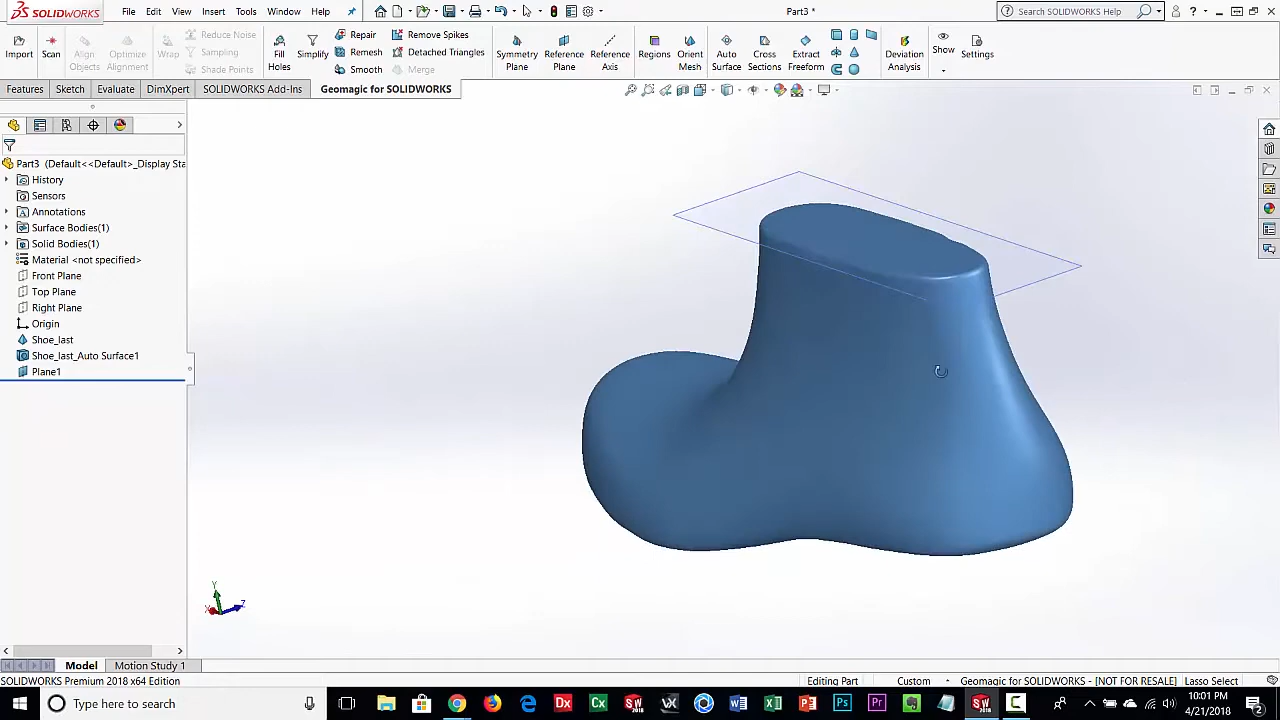 SOLIDWORKS File Edit View Insert Tools Window Help Part3 * Search SOLIDWORKS Help
Import Scan Align Objects Optimize Alignment Wrap Reduce Noise Sampling Shade Points Fill Holes Simplify Repair Remesh Smooth Remove Spikes Detached Triangles Merge Symmetry Plane Reference Plane Reference Axis Regions Orient Mesh Auto Surface Cross Sections Extract Freeform Deviation Analysis Show Settings
Features Sketch Evaluate DimXpert SOLIDWORKS Add-Ins Geomagic for SOLIDWORKS
Part3 (Default<<Default>_Display Sta
History
Sensors
Annotations
Surface Bodies(1)
Solid Bodies(1)
Material <not specified>
Front Plane
Top Plane
Right Plane
Origin
Shoe_last
Shoe_last_Auto Surface1
Plane1
Y
X Z
Model Motion Study 1
SOLIDWORKS Premium 2018 x64 Edition Editing Part Custom Geomagic for SOLIDWORKS - [NOT FOR RESALE] Lasso Select
Type here to search 10:01 PM
4/21/2018